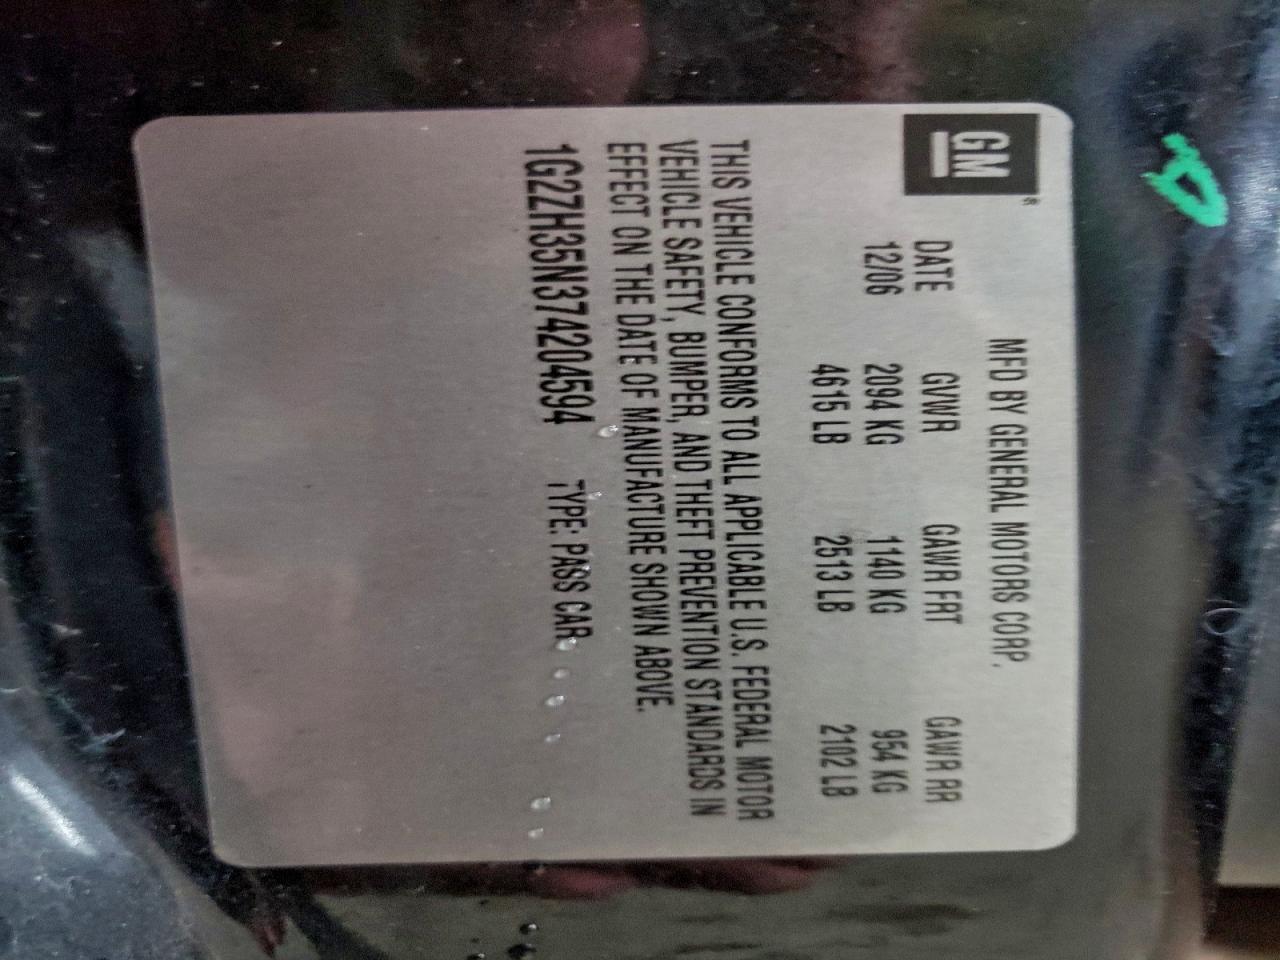 GM
MFD BY GENERAL MOTORS CORP.
DATE GVWR GAWR FRT GAWR RR
12/06 2094 KG 1140 KG 954 KG
4615 LB 2513 LB 2102 LB
THIS VEHICLE CONFORMS TO ALL APPLICABLE U.S. FEDERAL MOTOR
VEHICLE SAFETY, BUMPER, AND THEFT PREVENTION STANDARDS IN
EFFECT ON THE DATE OF MANUFACTURE SHOWN ABOVE.
1G2ZH35N374204594 TYPE: PASS CAR